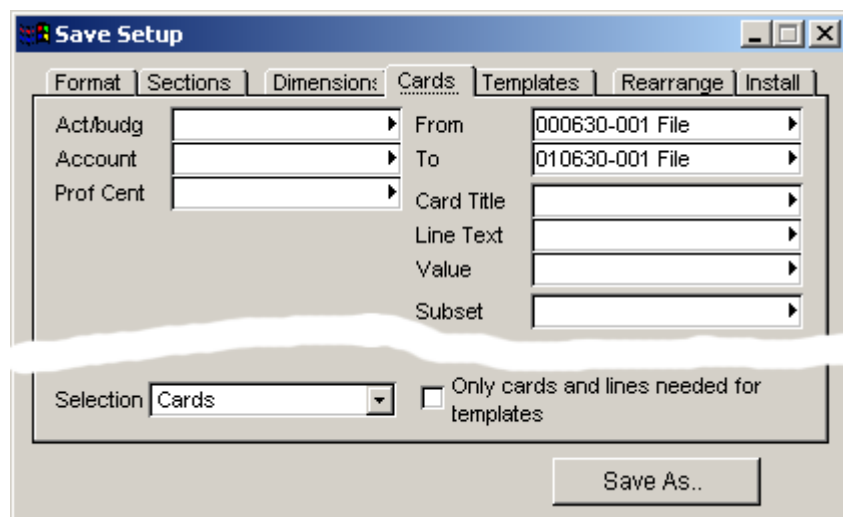 Save Setup
Format Sections Dimensions Cards Templates Rearrange Install
Act/budg From 000630-001 File
Account To 010630-001 File
Prof Cent Card Title
Line Text
Value
Subset
Selection Cards Only cards and lines needed for
templates
Save As..